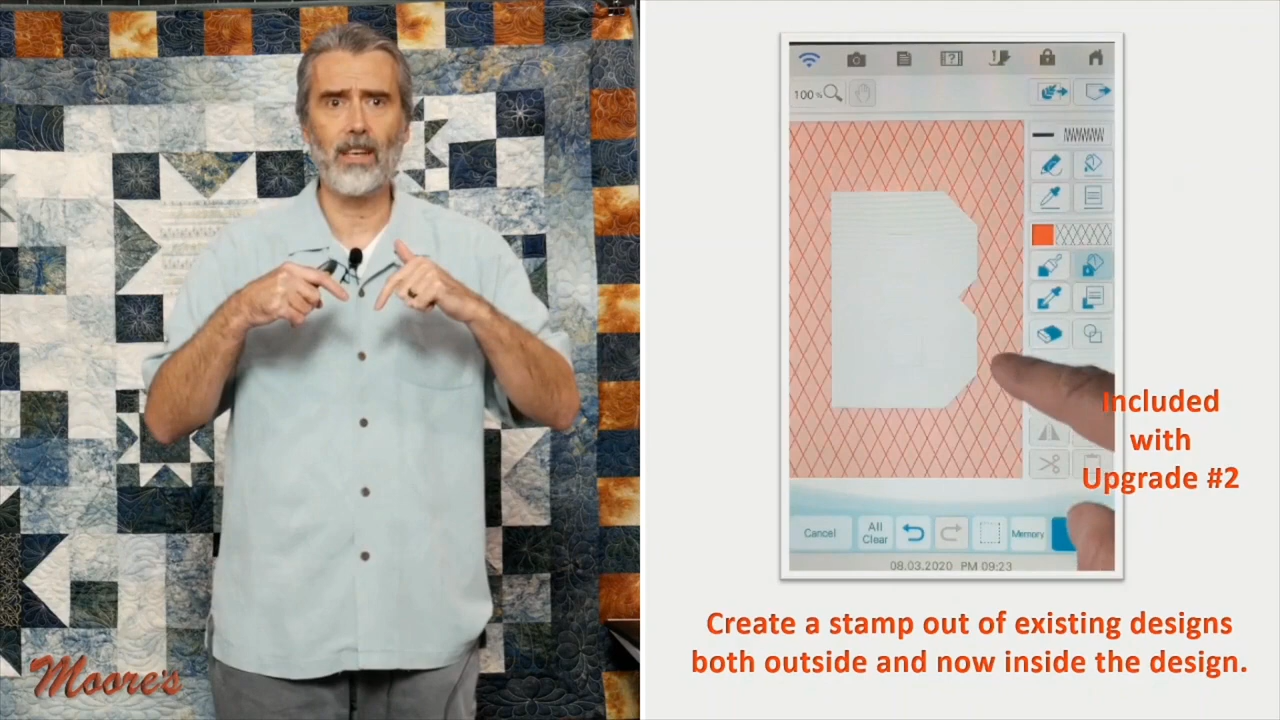 Moore's
100 %
Cancel
All
Clear
Memory
08.03.2020 PM 09:23
Included
with
Upgrade #2
Create a stamp out of existing designs
both outside and now inside the design.